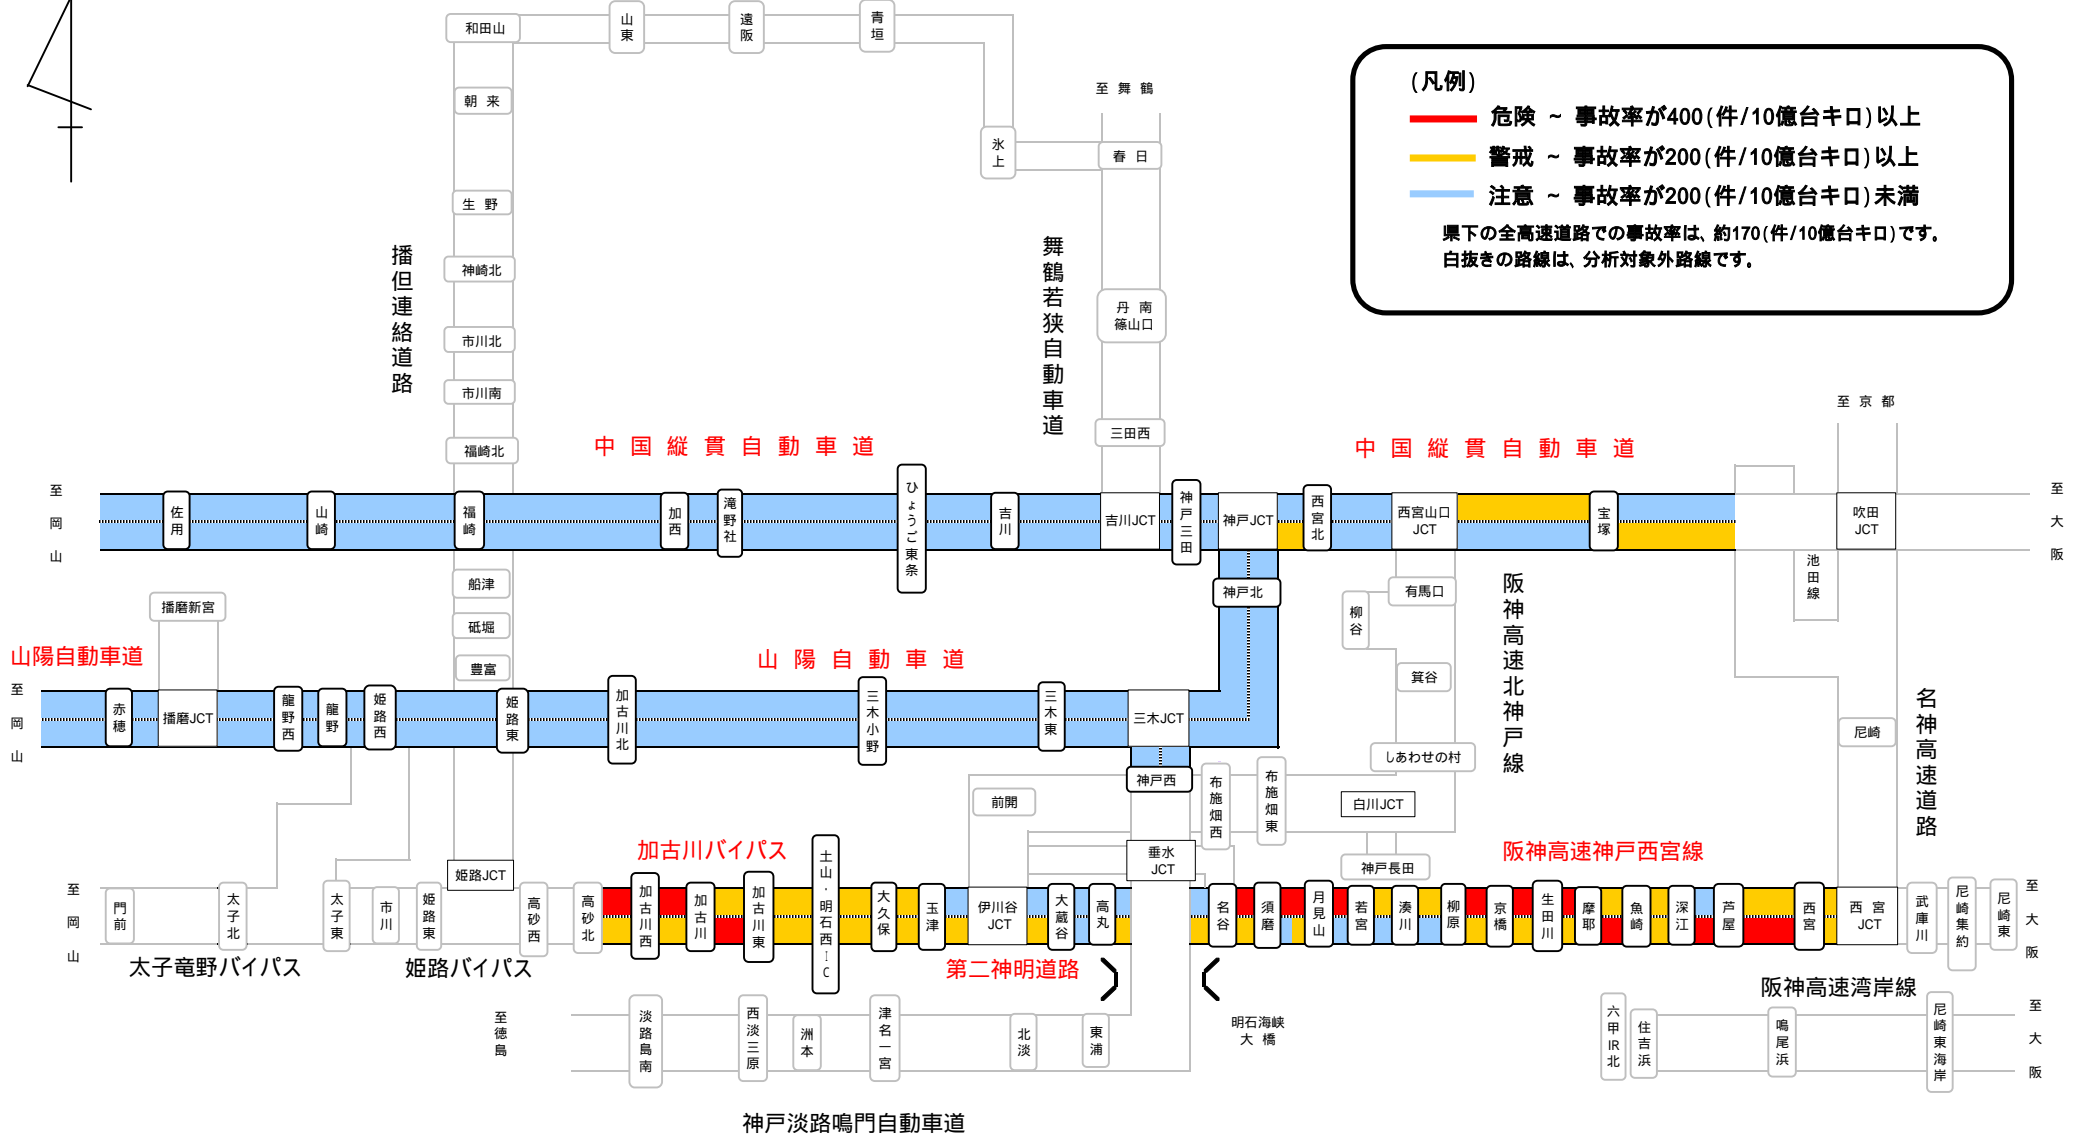 和田山
山東
遠阪
青垣
至 舞 鶴
朝 来
氷上
春 日
生 野
神崎北
市川北
市川南
福崎北
播但連絡道路
舞鶴若狭自動車道
丹 南
篠山口
三田西
(凡例)
危険 ~ 事故率が400(件/10億台キロ)以上
警戒 ~ 事故率が200(件/10億台キロ)以上
注意 ~ 事故率が200(件/10億台キロ)未満
県下の全高速道路での事故率は、約170(件/10億台キロ)です。
白抜きの路線は、分析対象外路線です。
至 京 都
中国縦貫自動車道
中国縦貫自動車道
至岡山
佐用
山崎
福崎
加西
滝野社
ひょうご東条
吉川
吉川JCT
神戸三田
神戸JCT
西宮北
西宮山口
JCT
宝塚
吹田
JCT
至大阪
船津
砥堀
豊富
播磨新宮
神戸北
有馬口
柳谷
箕谷
しあわせの村
白川JCT
神戸長田
阪神高速北神戸線
池田線
尼崎
名神高速道路
山陽自動車道
山陽自動車道
至岡山
赤穂
播磨JCT
龍野西
龍野
姫路西
姫路東
加古川北
三木小野
三木東
三木JCT
神戸西
前開
布施畑西
布施畑東
垂水
JCT
姫路JCT
加古川バイパス
阪神高速神戸西宮線
至岡山
門前
太子北
太子東
市川
姫路東
高砂西
高砂北
加古川西
加古川
加古川東
土山・明石西IC
大久保
玉津
伊川谷
JCT
大蔵谷
高丸
名谷
須磨
月見山
若宮
湊川
柳原
京橋
生田川
摩耶
魚崎
深江
芦屋
西宮
西 宮
JCT
武庫川
尼崎集約
尼崎東
至大阪
太子竜野バイパス
姫路バイパス
第二神明道路
阪神高速湾岸線
至徳島
淡路島南
西淡三原
洲本
津名一宮
北淡
東浦
明石海峡
大 橋
六甲IR北
住吉浜
鳴尾浜
尼崎東海岸
至大阪
神戸淡路鳴門自動車道